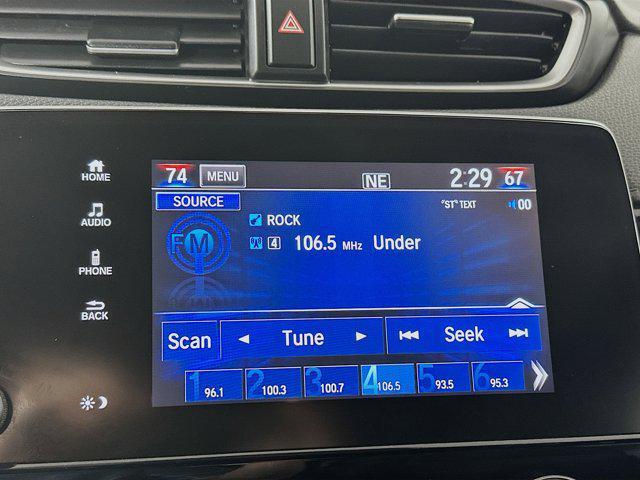 74 MENU NE 2:29 67
HOME
SOURCE "ST" TEXT 00
AUDIO
ROCK
FM
4 106.5 MHz Under
PHONE
BACK
Scan Tune Seek
1 96.1 2 100.3 3 100.7 4 106.5 5 93.5 6 95.3